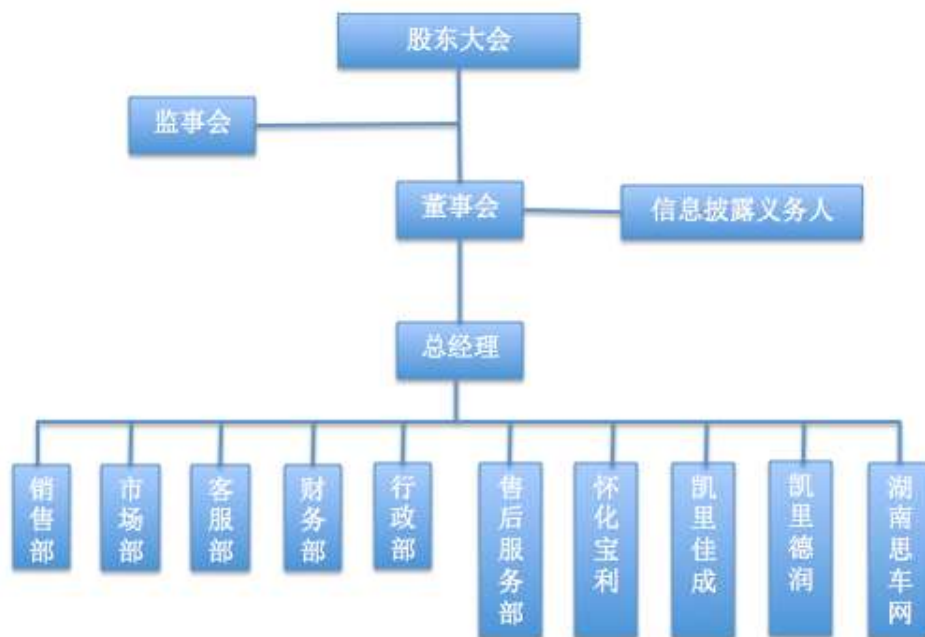 股东大会
监事会
董事会
信息披露义务人
总经理
销售部
市场部
客服部
财务部
行政部
售后服务部
怀化宝利
凯里佳成
凯里德润
湖南思车网